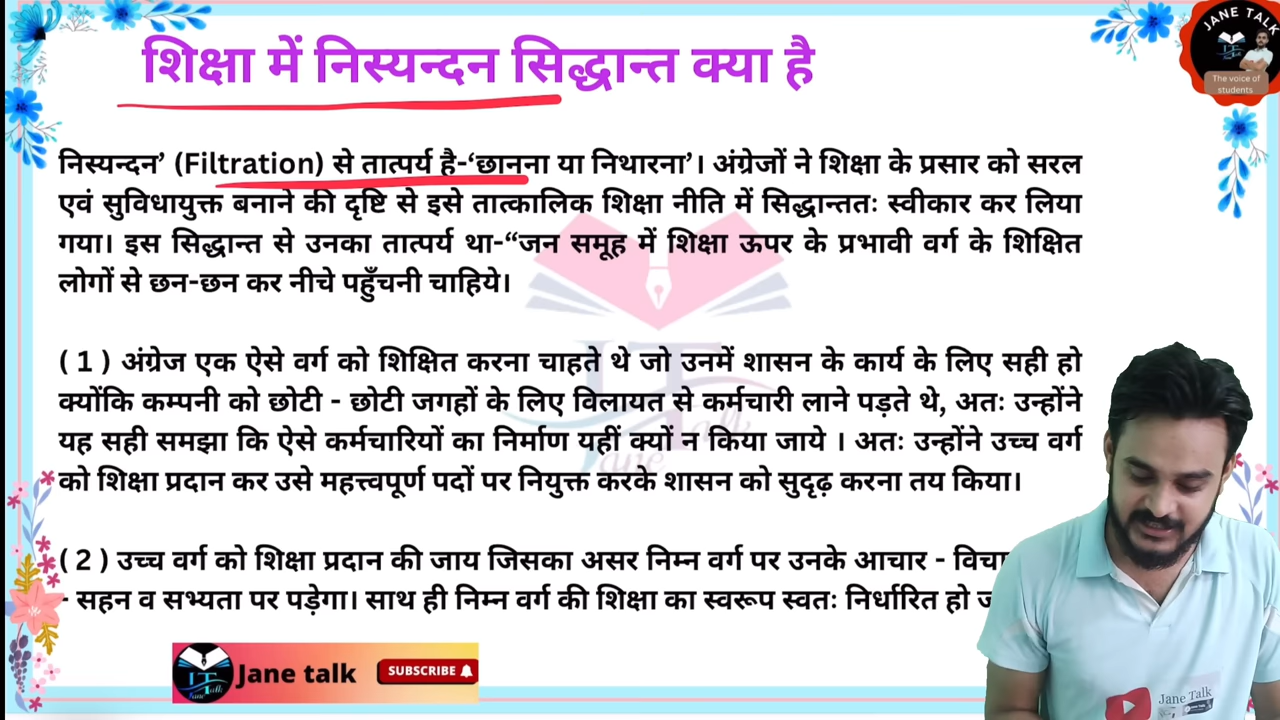 शिक्षा में निस्यन्दन सिद्धान्त क्या है
JANE TALK
The voice of
students
निस्यन्दन’ (Filtration) से तात्पर्य है-‘छानना या निथारना’। अंग्रेजों ने शिक्षा के प्रसार को सरल
एवं सुविधायुक्त बनाने की दृष्टि से इसे तात्कालिक शिक्षा नीति में सिद्धान्ततः स्वीकार कर लिया
गया। इस सिद्धान्त से उनका तात्पर्य था-“जन समूह में शिक्षा ऊपर के प्रभावी वर्ग के शिक्षित
लोगों से छन-छन कर नीचे पहुँचनी चाहिये।
( 1 ) अंग्रेज एक ऐसे वर्ग को शिक्षित करना चाहते थे जो उनमें शासन के कार्य के लिए सही हो
क्योंकि कम्पनी को छोटी - छोटी जगहों के लिए विलायत से कर्मचारी लाने पड़ते थे, अतः उन्होंने
यह सही समझा कि ऐसे कर्मचारियों का निर्माण यहीं क्यों न किया जाये । अतः उन्होंने उच्च वर्ग
को शिक्षा प्रदान कर उसे महत्त्वपूर्ण पदों पर नियुक्त करके शासन को सुदृढ़ करना तय किया।
( 2 ) उच्च वर्ग को शिक्षा प्रदान की जाय जिसका असर निम्न वर्ग पर उनके आचार -
- सहन व सभ्यता पर पड़ेगा। साथ ही निम्न वर्ग की शिक्षा का स्वरूप स्वतः निर्धारित हो
Jane talk
SUBSCRIBE
Jane Talk